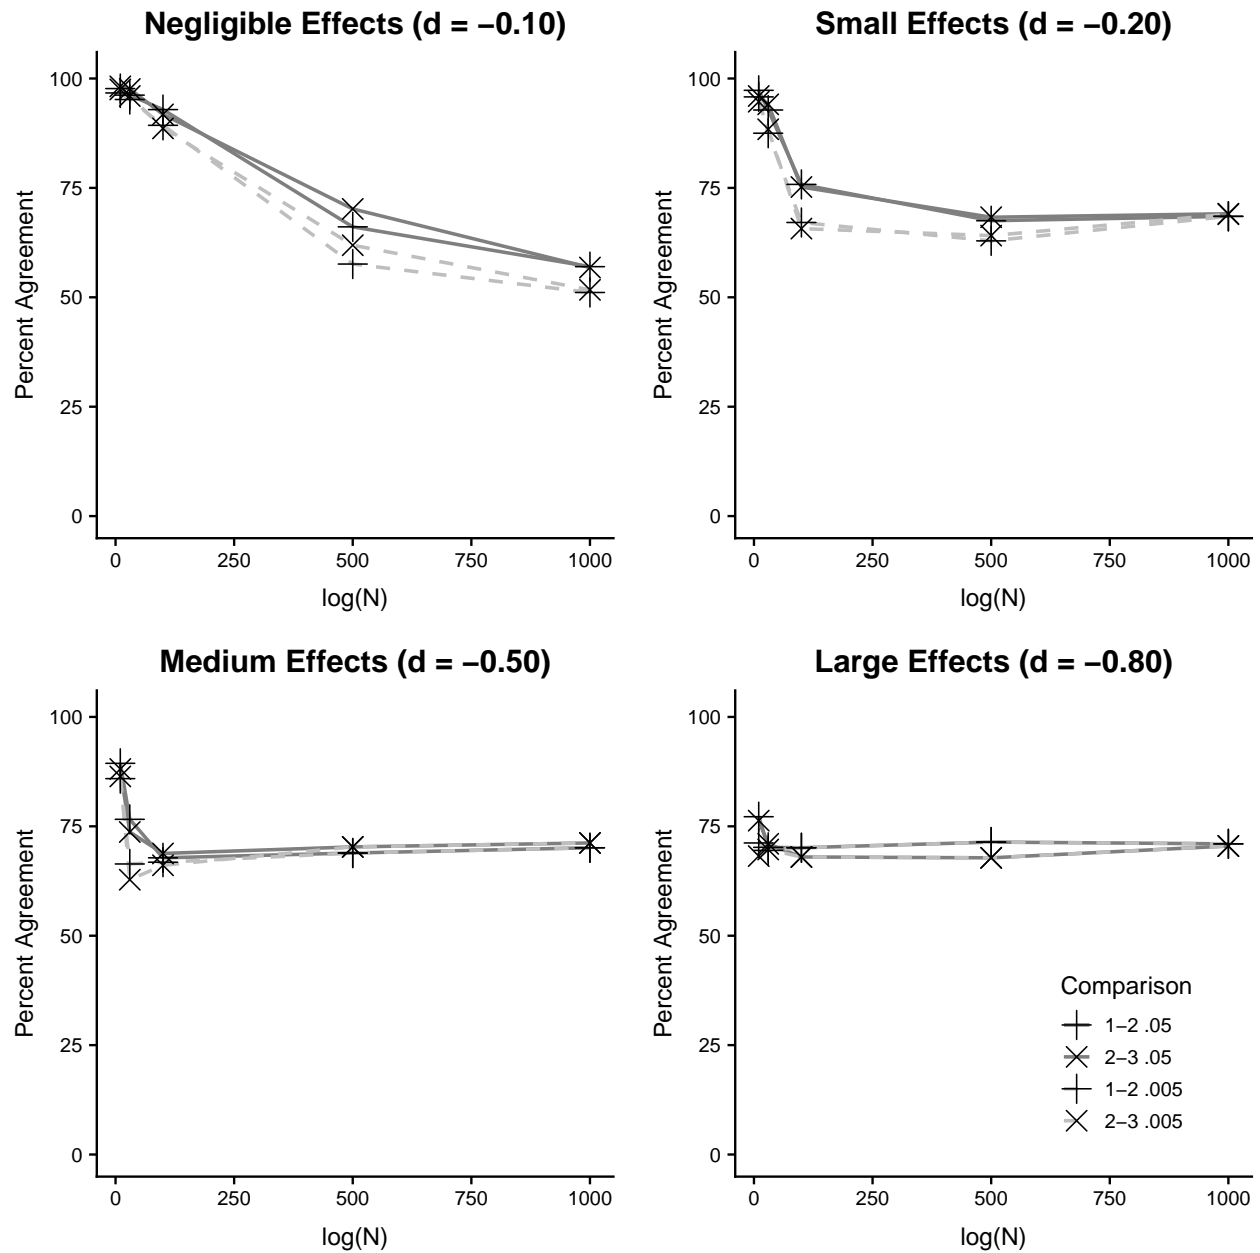 Negligible Effects (d = −0.10)
Percent Agreement
100
75
50
25
0
0 250 500 750 1000
log(N)
Small Effects (d = −0.20)
Percent Agreement
100
75
50
25
0
0 250 500 750 1000
log(N)
Medium Effects (d = −0.50)
Percent Agreement
100
75
50
25
0
0 250 500 750 1000
log(N)
Large Effects (d = −0.80)
Percent Agreement
100
75
50
25
0
0 250 500 750 1000
log(N)
Comparison
1−2 .05
2−3 .05
1−2 .005
2−3 .005